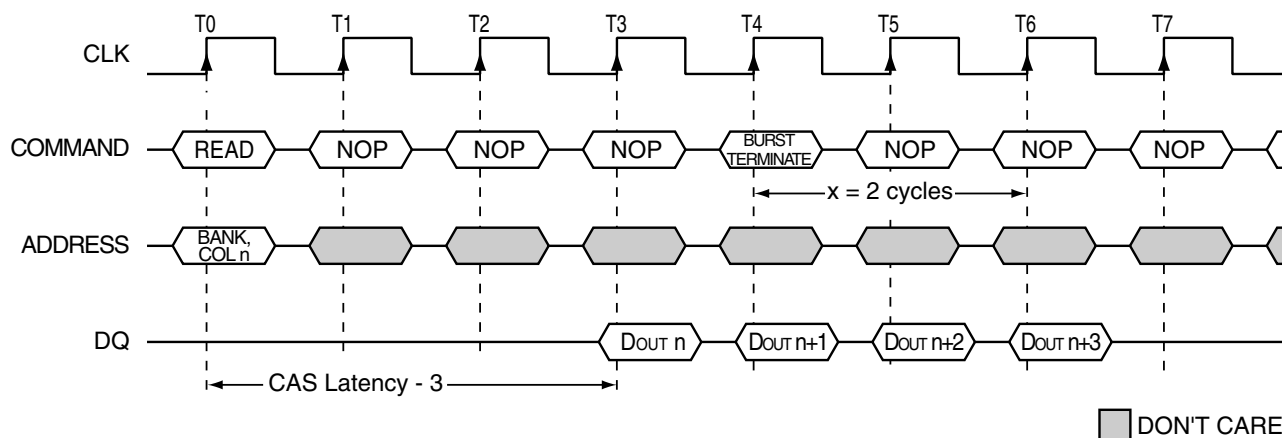 T0 T1 T2 T3 T4 T5 T6 T7
CLK
COMMAND READ NOP NOP NOP BURST TERMINATE NOP NOP NOP
x = 2 cycles
ADDRESS BANK, COL n
DQ DOUT n DOUT n+1 DOUT n+2 DOUT n+3
CAS Latency - 3
DON'T CARE